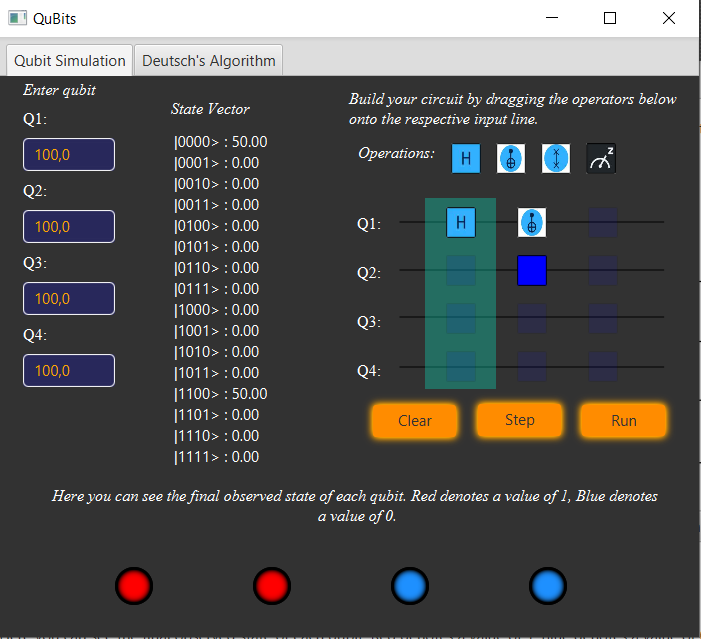 QuBits
Qubit Simulation
Deutsch's Algorithm
Enter qubit
Q1:
100,0
Q2:
100,0
Q3:
100,0
Q4:
100,0
State Vector
|0000> : 50.00
|0001> : 0.00
|0010> : 0.00
|0011> : 0.00
|0100> : 0.00
|0101> : 0.00
|0110> : 0.00
|0111> : 0.00
|1000> : 0.00
|1001> : 0.00
|1010> : 0.00
|1011> : 0.00
|1100> : 50.00
|1101> : 0.00
|1110> : 0.00
|1111> : 0.00
Build your circuit by dragging the operators below
onto the respective input line.
Operations: H z
Q1: H
Q2:
Q3:
Q4:
Clear
Step
Run
Here you can see the final observed state of each qubit. Red denotes a value of 1, Blue denotes
a value of 0.